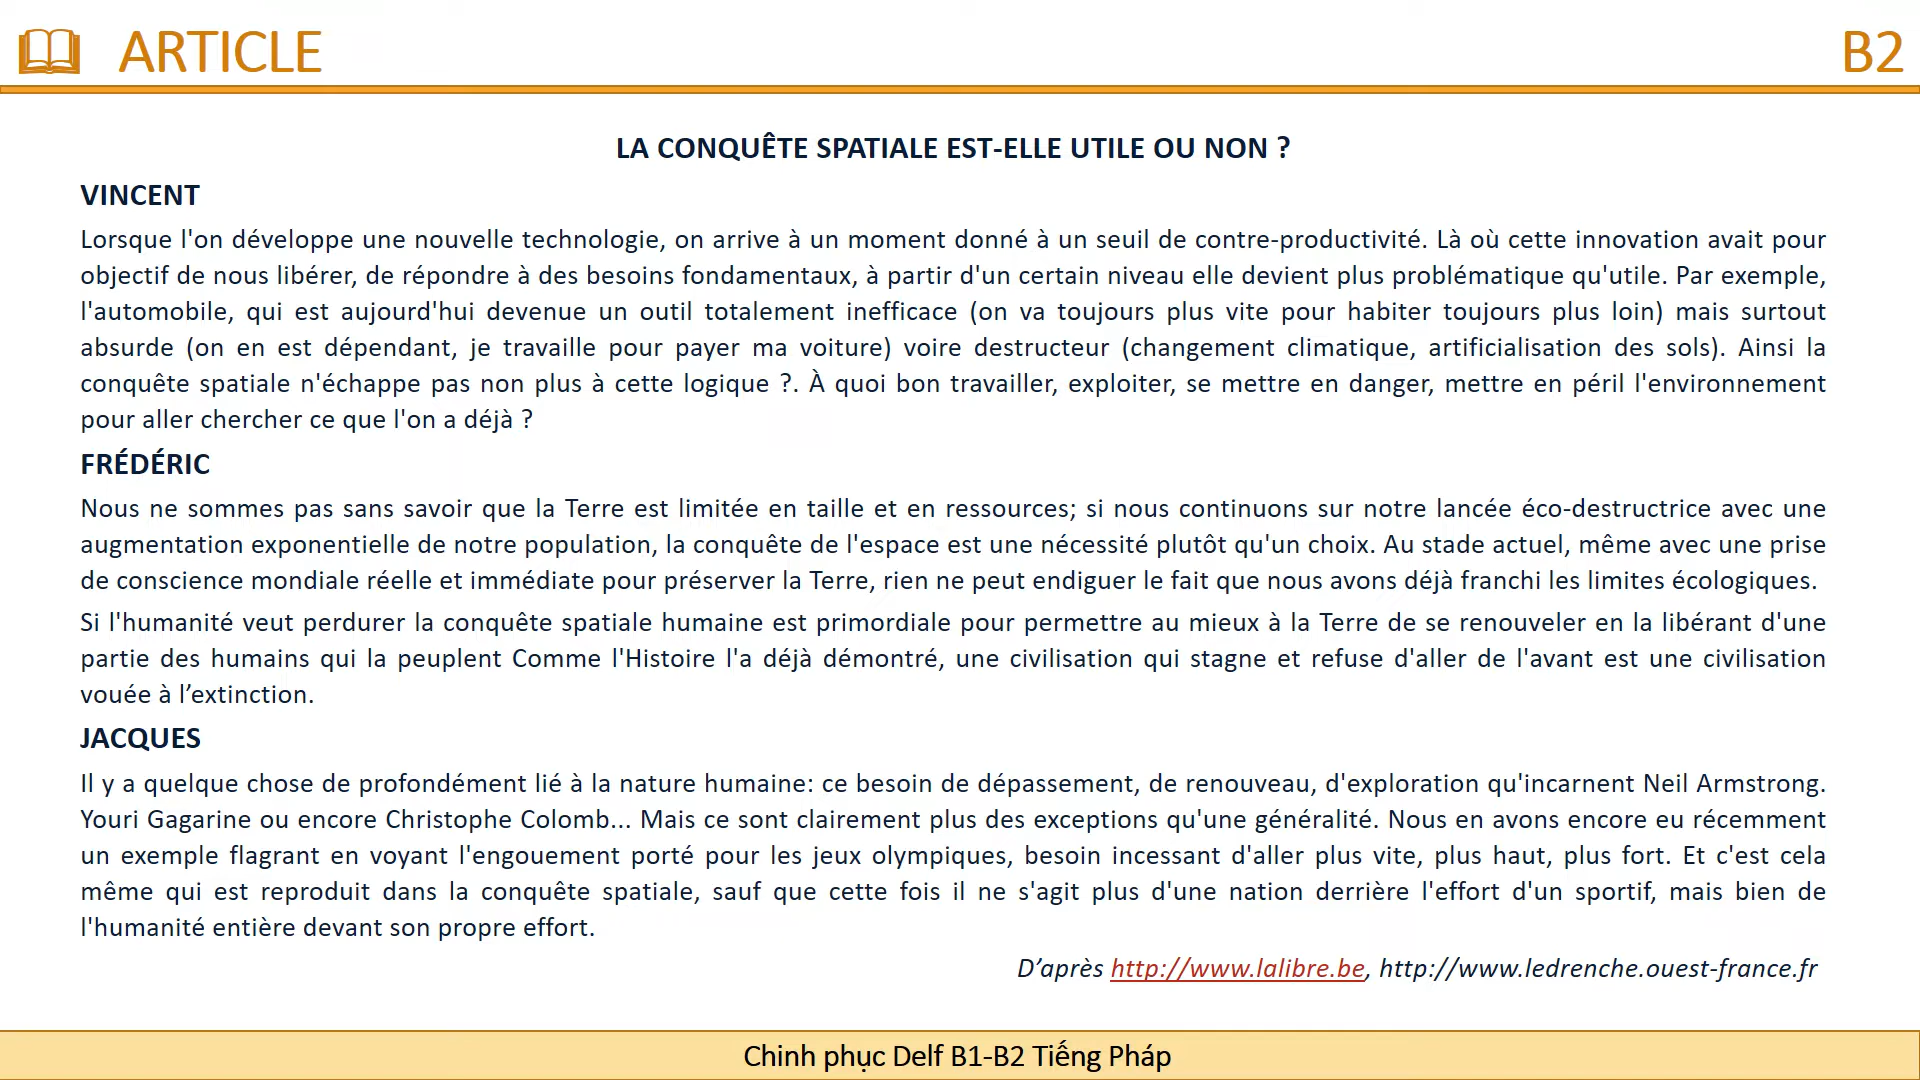 ARTICLE
B2
LA CONQUÊTE SPATIALE EST-ELLE UTILE OU NON ?
VINCENT
Lorsque l'on développe une nouvelle technologie, on arrive à un moment donné à un seuil de contre-productivité. Là où cette innovation avait pour
objectif de nous libérer, de répondre à des besoins fondamentaux, à partir d'un certain niveau elle devient plus problématique qu'utile. Par exemple,
l'automobile, qui est aujourd'hui devenue un outil totalement inefficace (on va toujours plus vite pour habiter toujours plus loin) mais surtout
absurde (on en est dépendant, je travaille pour payer ma voiture) voire destructeur (changement climatique, artificialisation des sols). Ainsi la
conquête spatiale n'échappe pas non plus à cette logique ?. À quoi bon travailler, exploiter, se mettre en danger, mettre en péril l'environnement
pour aller chercher ce que l'on a déjà ?
FRÉDÉRIC
Nous ne sommes pas sans savoir que la Terre est limitée en taille et en ressources; si nous continuons sur notre lancée éco-destructrice avec une
augmentation exponentielle de notre population, la conquête de l'espace est une nécessité plutôt qu'un choix. Au stade actuel, même avec une prise
de conscience mondiale réelle et immédiate pour préserver la Terre, rien ne peut endiguer le fait que nous avons déjà franchi les limites écologiques.
Si l'humanité veut perdurer la conquête spatiale humaine est primordiale pour permettre au mieux à la Terre de se renouveler en la libérant d'une
partie des humains qui la peuplent Comme l'Histoire l'a déjà démontré, une civilisation qui stagne et refuse d'aller de l'avant est une civilisation
vouée à l’extinction.
JACQUES
Il y a quelque chose de profondément lié à la nature humaine: ce besoin de dépassement, de renouveau, d'exploration qu'incarnent Neil Armstrong.
Youri Gagarine ou encore Christophe Colomb... Mais ce sont clairement plus des exceptions qu'une généralité. Nous en avons encore eu récemment
un exemple flagrant en voyant l'engouement porté pour les jeux olympiques, besoin incessant d'aller plus vite, plus haut, plus fort. Et c'est cela
même qui est reproduit dans la conquête spatiale, sauf que cette fois il ne s'agit plus d'une nation derrière l'effort d'un sportif, mais bien de
l'humanité entière devant son propre effort.
D’après http://www.lalibre.be, http://www.ledrenche.ouest-france.fr
Chinh phục Delf B1-B2 Tiếng Pháp